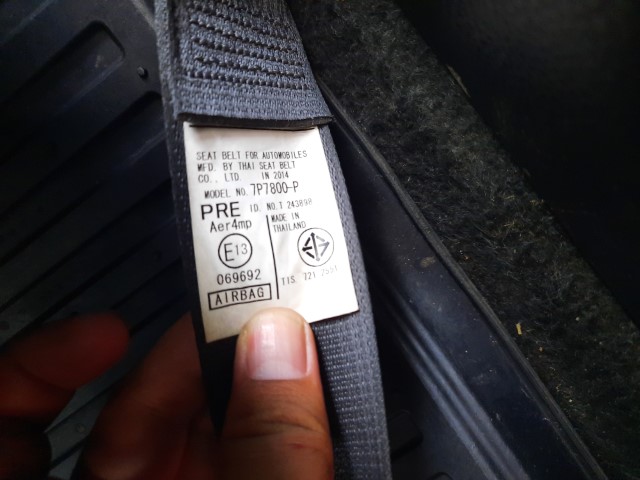 SEAT BELT FOR AUTOMOBILES
MFD. BY THAI SEAT BELT
CO., LTD. IN 2014
MODEL NO. 7P7800-P
PRE ID. NO.T
Aer4mp
MADE IN
THAILAND
E13
069692
TIS. 721
AIRBAG